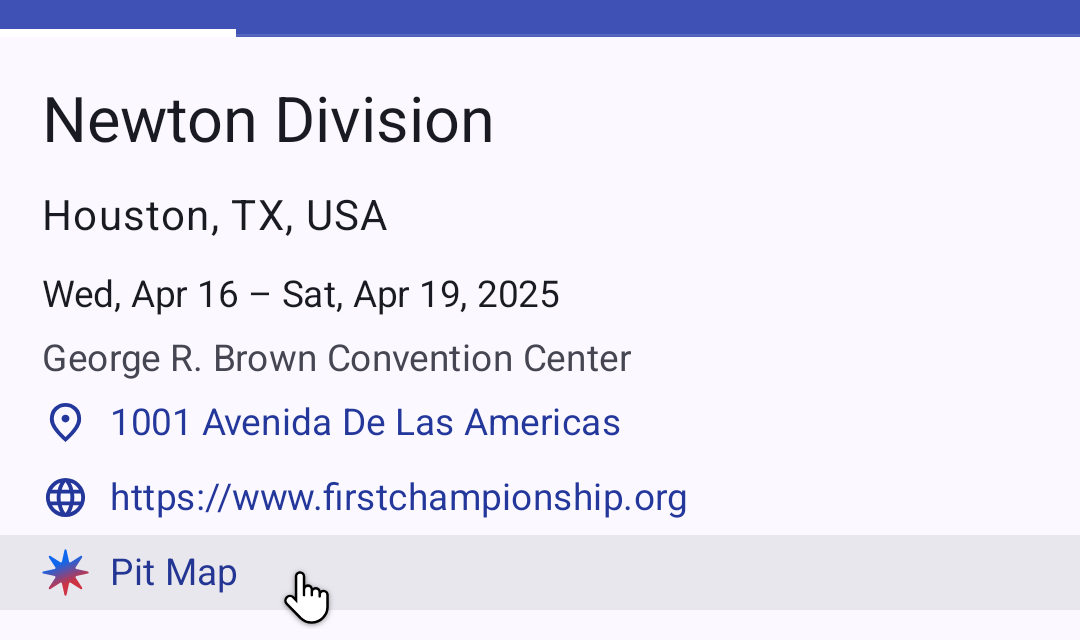 Newton Division
Houston, TX, USA
Wed, Apr 16 – Sat, Apr 19, 2025
George R. Brown Convention Center
1001 Avenida De Las Americas
https://www.firstchampionship.org
Pit Map